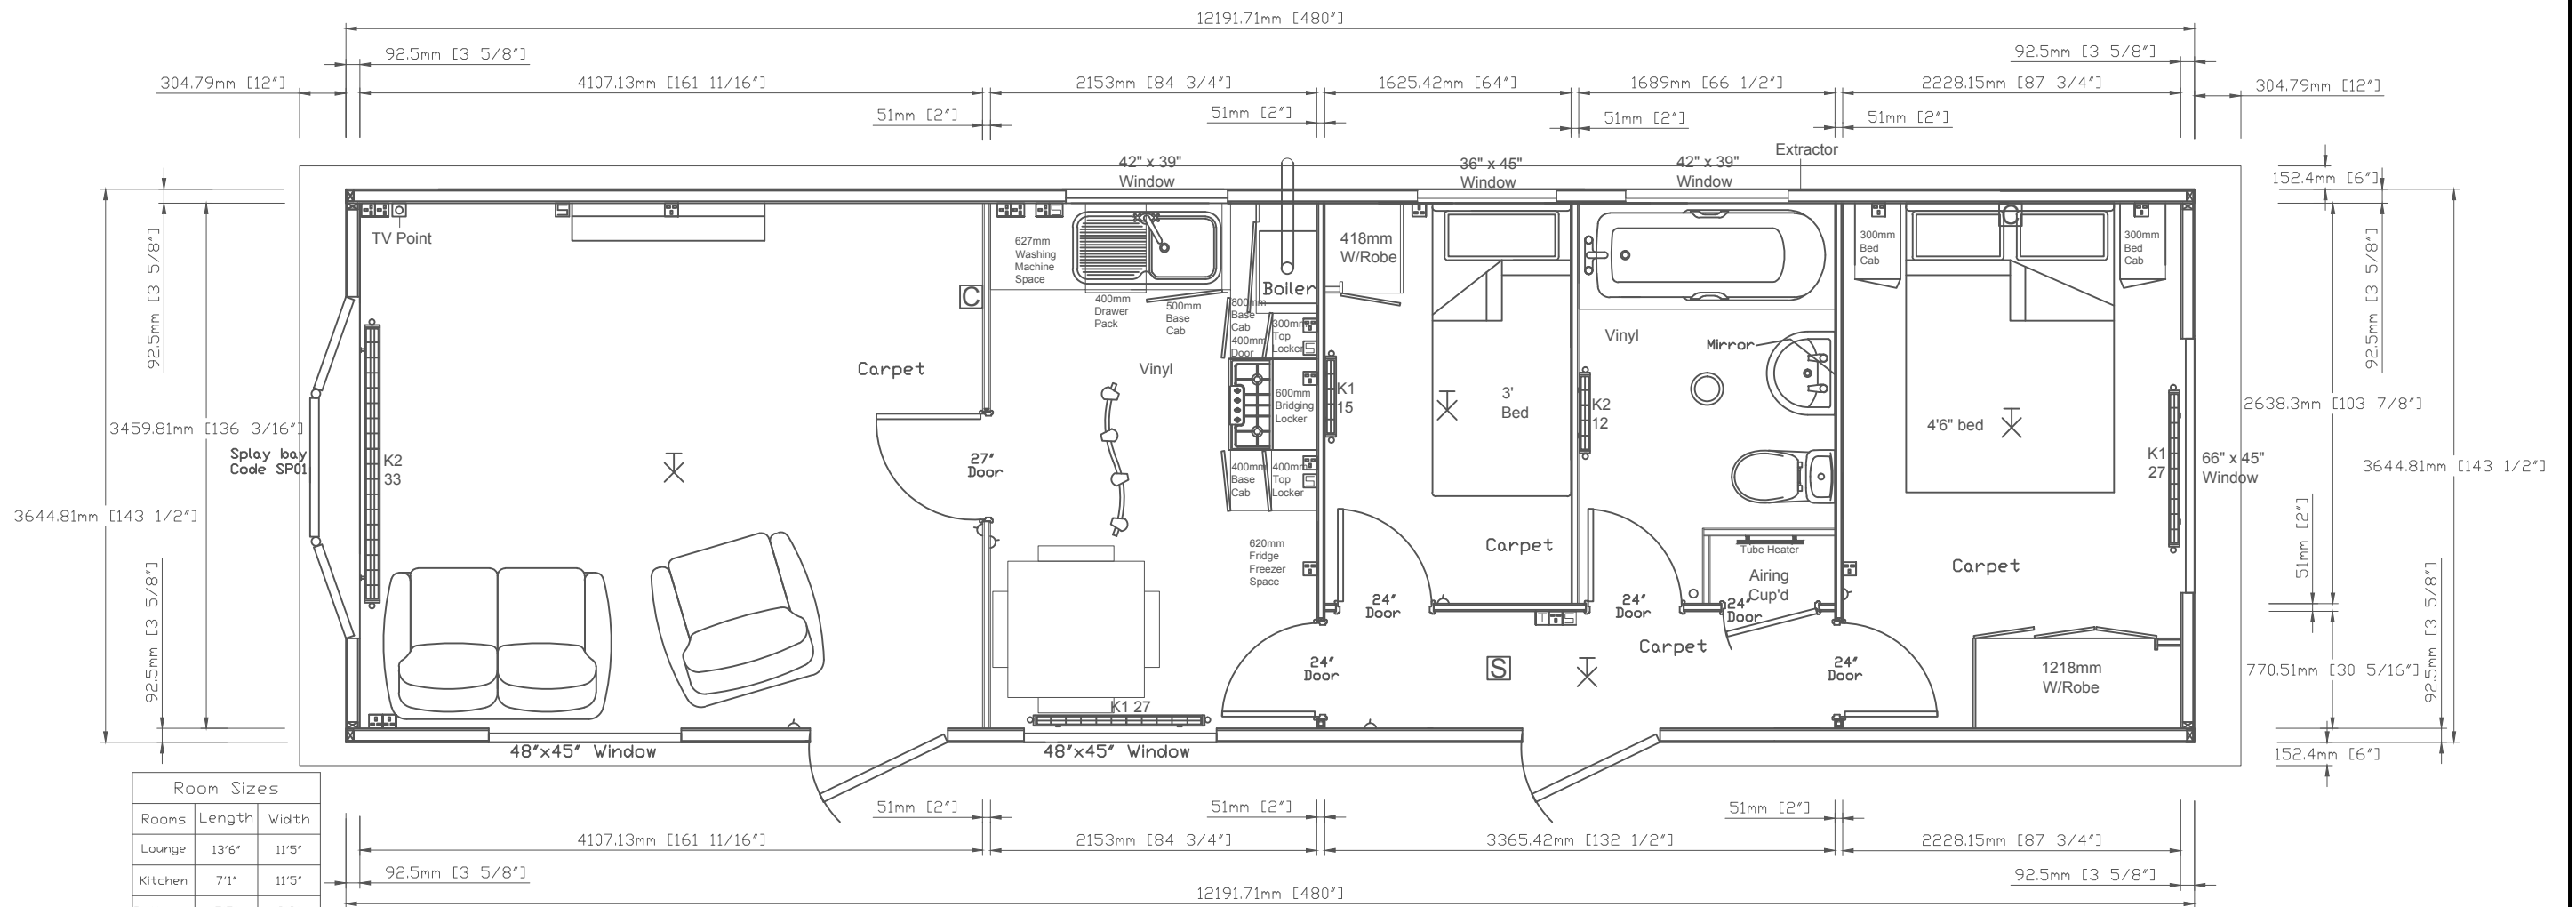 12191.71mm [480"]
92.5mm [3 5/8"]
92.5mm [3 5/8"]
304.79mm [12"]
4107.13mm [161 11/16"]
2153mm [84 3/4"]
1625.42mm [64"]
1689mm [66 1/2"]
2228.15mm [87 3/4"]
304.79mm [12"]
51mm [2"]
51mm [2"]
51mm [2"]
51mm [2"]
42" x 39"
Window
36" x 45"
Window
42" x 39"
Window
Extractor
152.4mm [6"]
92.5mm [3 5/8"]
92.5mm [3 5/8"]
TV Point
627mm
Washing
Machine
Space
400mm
Drawer
Pack
500mm
Base
Cab
Boiler
800mm
Base
Cab
400mm
Door
300mm
Top
Locker
S
418mm
W/Robe
300mm
Bed
Cab
300mm
Bed
Cab
C
Carpet
Vinyl
600mm
Bridging
Locker
K1
15
3'
Bed
Vinyl
Mirror
K2
12
4'6" bed
2638.3mm [103 7/8"]
3459.81mm [136 3/16"]
Splay bay
Code SP01
K2
33
27"
Door
400mm
Base
Cab
400mm
Top
Locker
S
K1
27
66" x 45"
Window
3644.81mm [143 1/2"]
3644.81mm [143 1/2"]
620mm
Fridge
Freezer
Space
Carpet
Tube Heater
Airing
Cup'd
Carpet
51mm [2"]
92.5mm [3 5/8"]
92.5mm [3 5/8"]
24"
Door
24"
Door
24"
Door
T S
Carpet
24"
Door
S
24"
Door
1218mm
W/Robe
770.51mm [30 5/16"]
K1 27
48"x45" Window
48"x45" Window
152.4mm [6"]
Room Sizes
Rooms Length Width
Lounge 13'6" 11'5"
Kitchen 7'1" 11'5"
51mm [2"]
51mm [2"]
51mm [2"]
4107.13mm [161 11/16"]
2153mm [84 3/4"]
3365.42mm [132 1/2"]
2228.15mm [87 3/4"]
92.5mm [3 5/8"]
92.5mm [3 5/8"]
12191.71mm [480"]